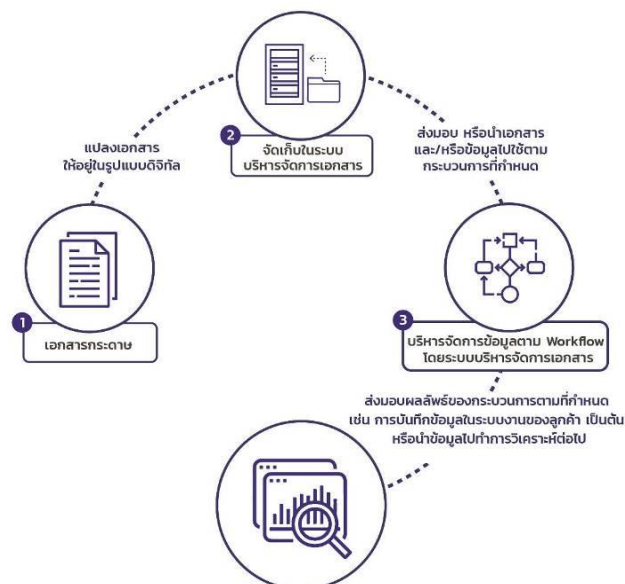 แปลงเอกสาร
ให้อยู่ในรูปแบบดิจิทัล
2
จัดเก็บในระบบ
บริหารจัดการเอกสาร
ส่งมอบ หรือนำเอกสาร
และ/หรือข้อมูลไปใช้ตาม
กระบวนการที่กำหนด
1
เอกสารกระดาษ
3
บริหารจัดการข้อมูลตาม Workflow
โดยระบบบริหารจัดการเอกสาร
ส่งมอบผลลัพธ์ของกระบวนการตามที่กำหนด
เช่น การบันทึกข้อมูลในระบบงานของลูกค้า เป็นต้น
หรือนำข้อมูลไปทำการวิเคราะห์ต่อไป